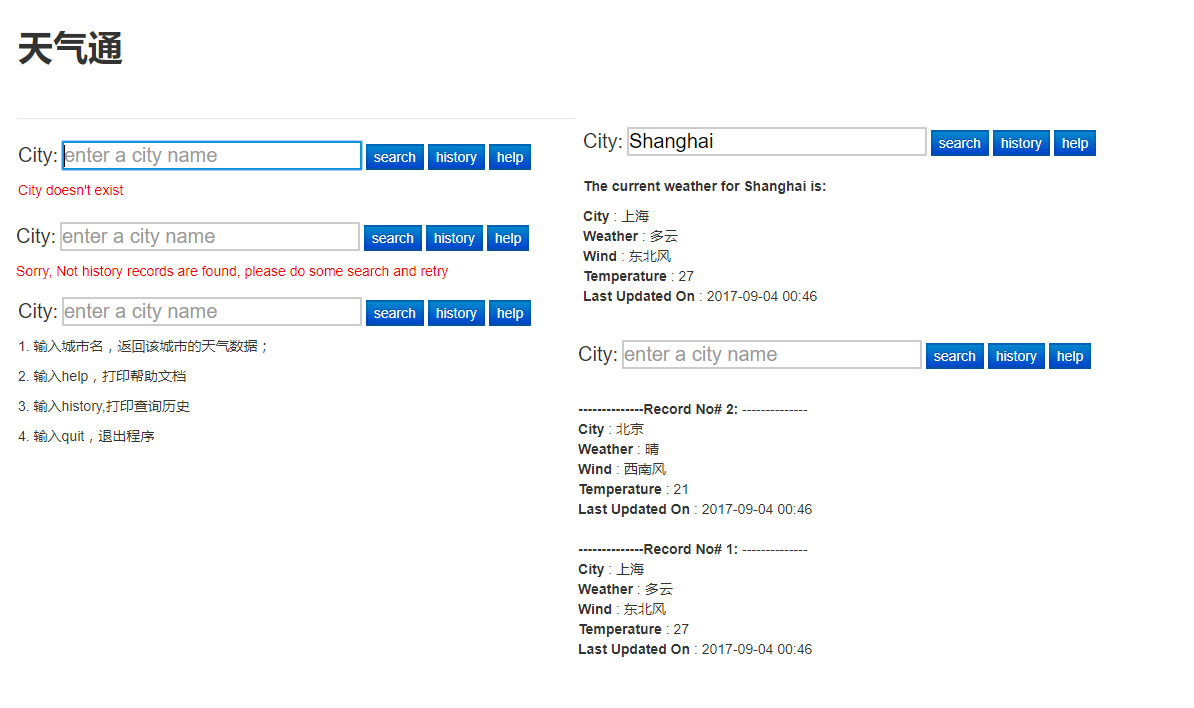 天气通
City: enter a city name search history help
City doesn't exist
City: enter a city name search history help
Sorry, Not history records are found, please do some search and retry
City: enter a city name search history help
1. 输入城市名，返回该城市的天气数据；
2. 输入help，打印帮助文档
3. 输入history,打印查询历史
4. 输入quit，退出程序
City: Shanghai search history help
The current weather for Shanghai is:
City : 上海
Weather : 多云
Wind : 东北风
Temperature : 27
Last Updated On : 2017-09-04 00:46
City: enter a city name search history help
--------------Record No# 2: --------------
City : 北京
Weather : 晴
Wind : 西南风
Temperature : 21
Last Updated On : 2017-09-04 00:46
--------------Record No# 1: --------------
City : 上海
Weather : 多云
Wind : 东北风
Temperature : 27
Last Updated On : 2017-09-04 00:46